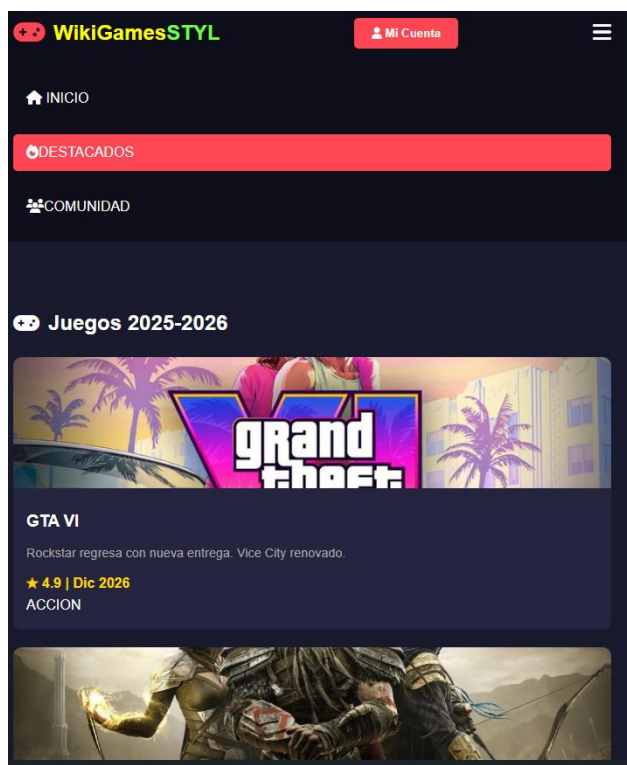 WikiGamesSTYL
Mi Cuenta
INICIO
DESTACADOS
COMUNIDAD
Juegos 2025-2026
VI
grand
theft
GTA VI
Rockstar regresa con nueva entrega. Vice City renovado.
★ 4.9 | Dic 2026
ACCION